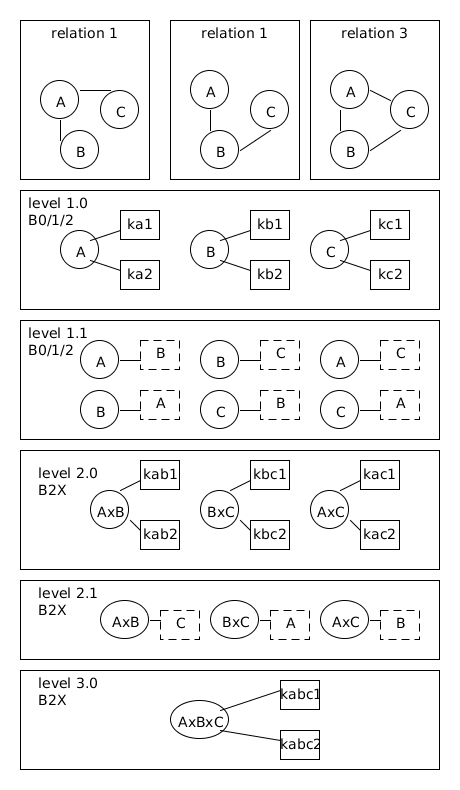 relation 1
A
C
B
relation 1
A
C
B
relation 3
A
C
B
level 1.0
B0/1/2
A
ka1
ka2
B
kb1
kb2
C
kc1
kc2
level 1.1
B0/1/2
A
B
B
C
A
C
B
A
C
B
C
A
level 2.0
B2X
AxB
kab1
kab2
BxC
kbc1
kbc2
AxC
kac1
kac2
level 2.1
B2X
AxB
C
BxC
A
AxC
B
level 3.0
B2X
AxBxC
kabc1
kabc2